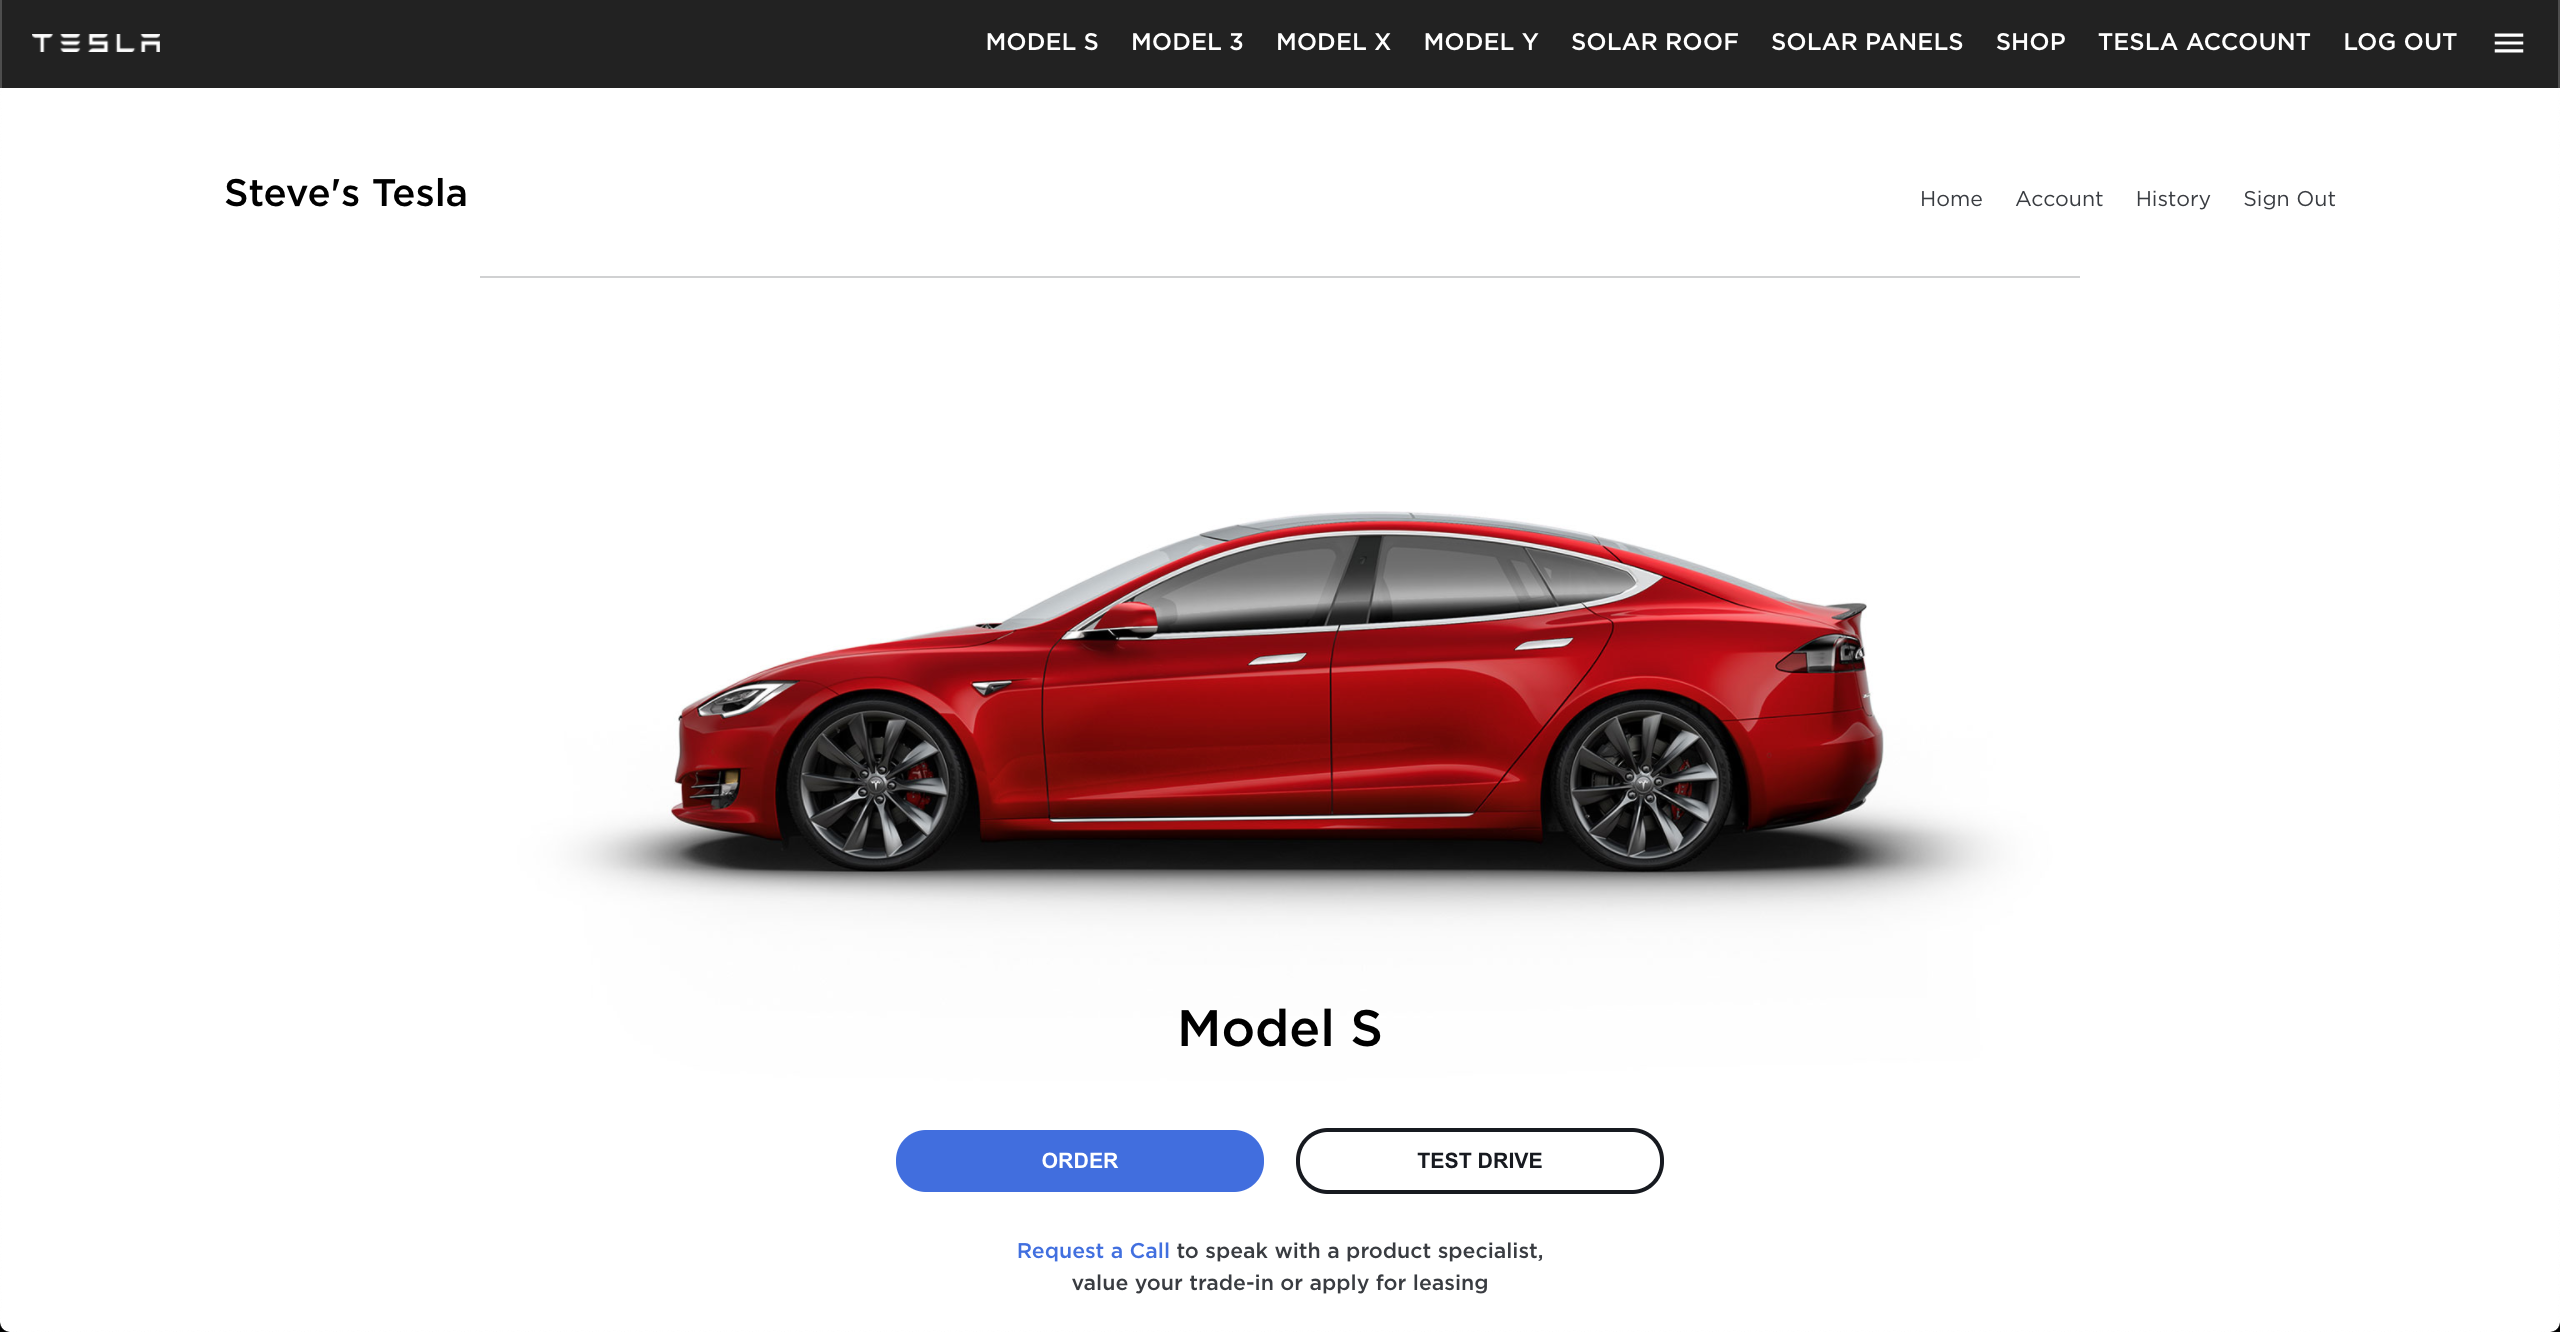 TESLA
MODEL S MODEL 3 MODEL X MODEL Y SOLAR ROOF SOLAR PANELS SHOP TESLA ACCOUNT LOG OUT
Steve's Tesla
Home Account History Sign Out
Model S
ORDER
TEST DRIVE
Request a Call to speak with a product specialist,
value your trade-in or apply for leasing